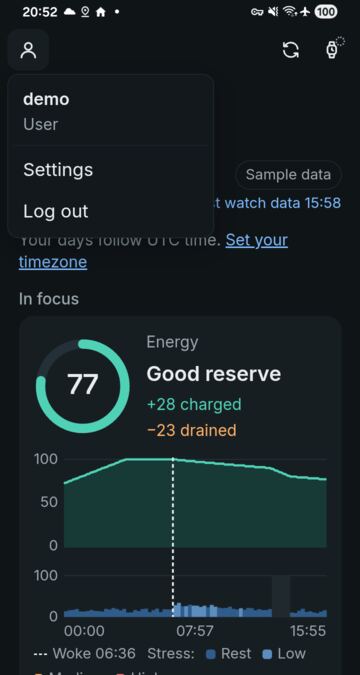 20:52
100
demo
User
Settings
Log out
Sample data
st watch data 15:58
Your days follow UTC time. Set your
timezone
In focus
77
Energy
Good reserve
+28 charged
−23 drained
100
50
0
100
0
00:00 07:57 15:55
Woke 06:36 Stress: Rest Low